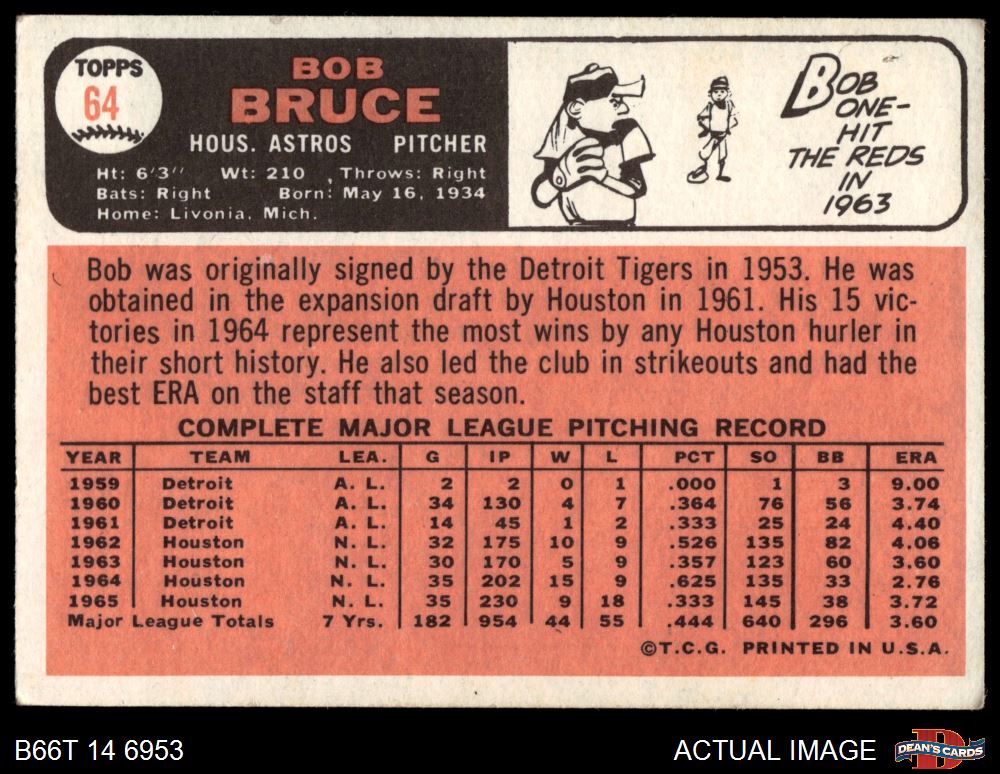 TOPPS
64
BOB
BRUCE
HOUS. ASTROS PITCHER
Ht: 6'3" Wt: 210 Throws: Right
Bats: Right Born: May 16, 1934
Home: Livonia, Mich.
BOB
ONE-
HIT
THE REDS
IN
1963
Bob was originally signed by the Detroit Tigers in 1953. He was
obtained in the expansion draft by Houston in 1961. His 15 vic-
tories in 1964 represent the most wins by any Houston hurler in
their short history. He also led the club in strikeouts and had the
best ERA on the staff that season.
COMPLETE MAJOR LEAGUE PITCHING RECORD
YEAR TEAM LEA. G IP W L PCT SO BB ERA
1959 Detroit A. L. 2 2 0 1 .000 1 3 9.00
1960 Detroit A. L. 34 130 4 7 .364 76 56 3.74
1961 Detroit A. L. 14 45 1 2 .333 25 24 4.40
1962 Houston N. L. 32 175 10 9 .526 135 82 4.06
1963 Houston N. L. 30 170 5 9 .357 123 60 3.60
1964 Houston N. L. 35 202 15 9 .625 135 33 2.76
1965 Houston N. L. 35 230 9 18 .333 145 38 3.72
Major League Totals 7 Yrs. 182 954 44 55 .444 640 296 3.60
©T.C.G. PRINTED IN U.S.A.
B66T 14 6953 ACTUAL IMAGE DEAN'S CARDS